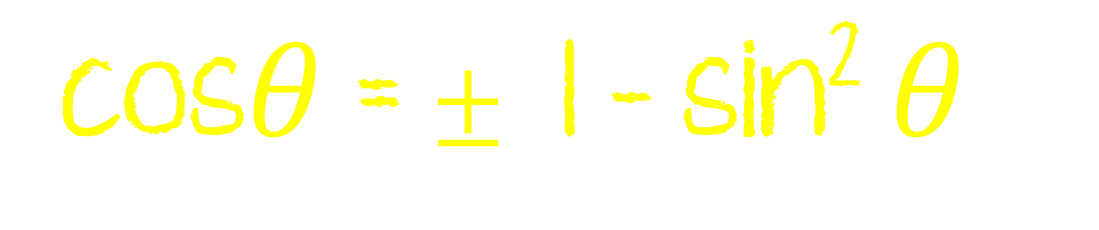 cosθ = ± 1 - sin² θ